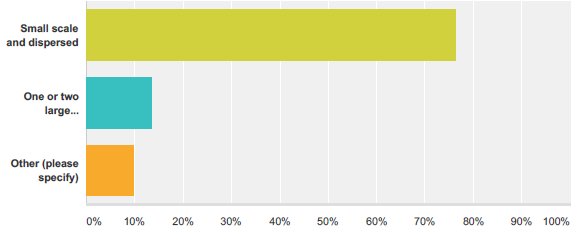 Small scale
and dispersed
One or two
large...
Other (please
specify)
0% 10% 20% 30% 40% 50% 60% 70% 80% 90% 100%